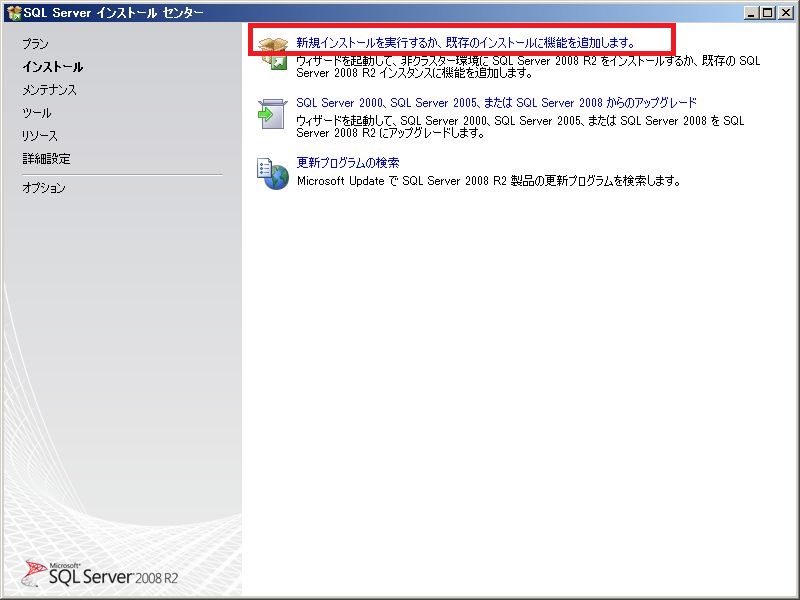 SQL Server インストール センター
プラン
インストール
メンテナンス
ツール
リソース
詳細設定
オプション
新規インストールを実行するか、既存のインストールに機能を追加します。
ウィザードを起動して、非クラスター環境に SQL Server 2008 R2 をインストールするか、既存の SQL
Server 2008 R2 インスタンスに機能を追加します。
SQL Server 2000、SQL Server 2005、または SQL Server 2008 からのアップグレード
ウィザードを起動して、SQL Server 2000、SQL Server 2005、または SQL Server 2008 を SQL
Server 2008 R2 にアップグレードします。
更新プログラムの検索
Microsoft Update で SQL Server 2008 R2 製品の更新プログラムを検索します。
Microsoft®
SQL Server 2008 R2